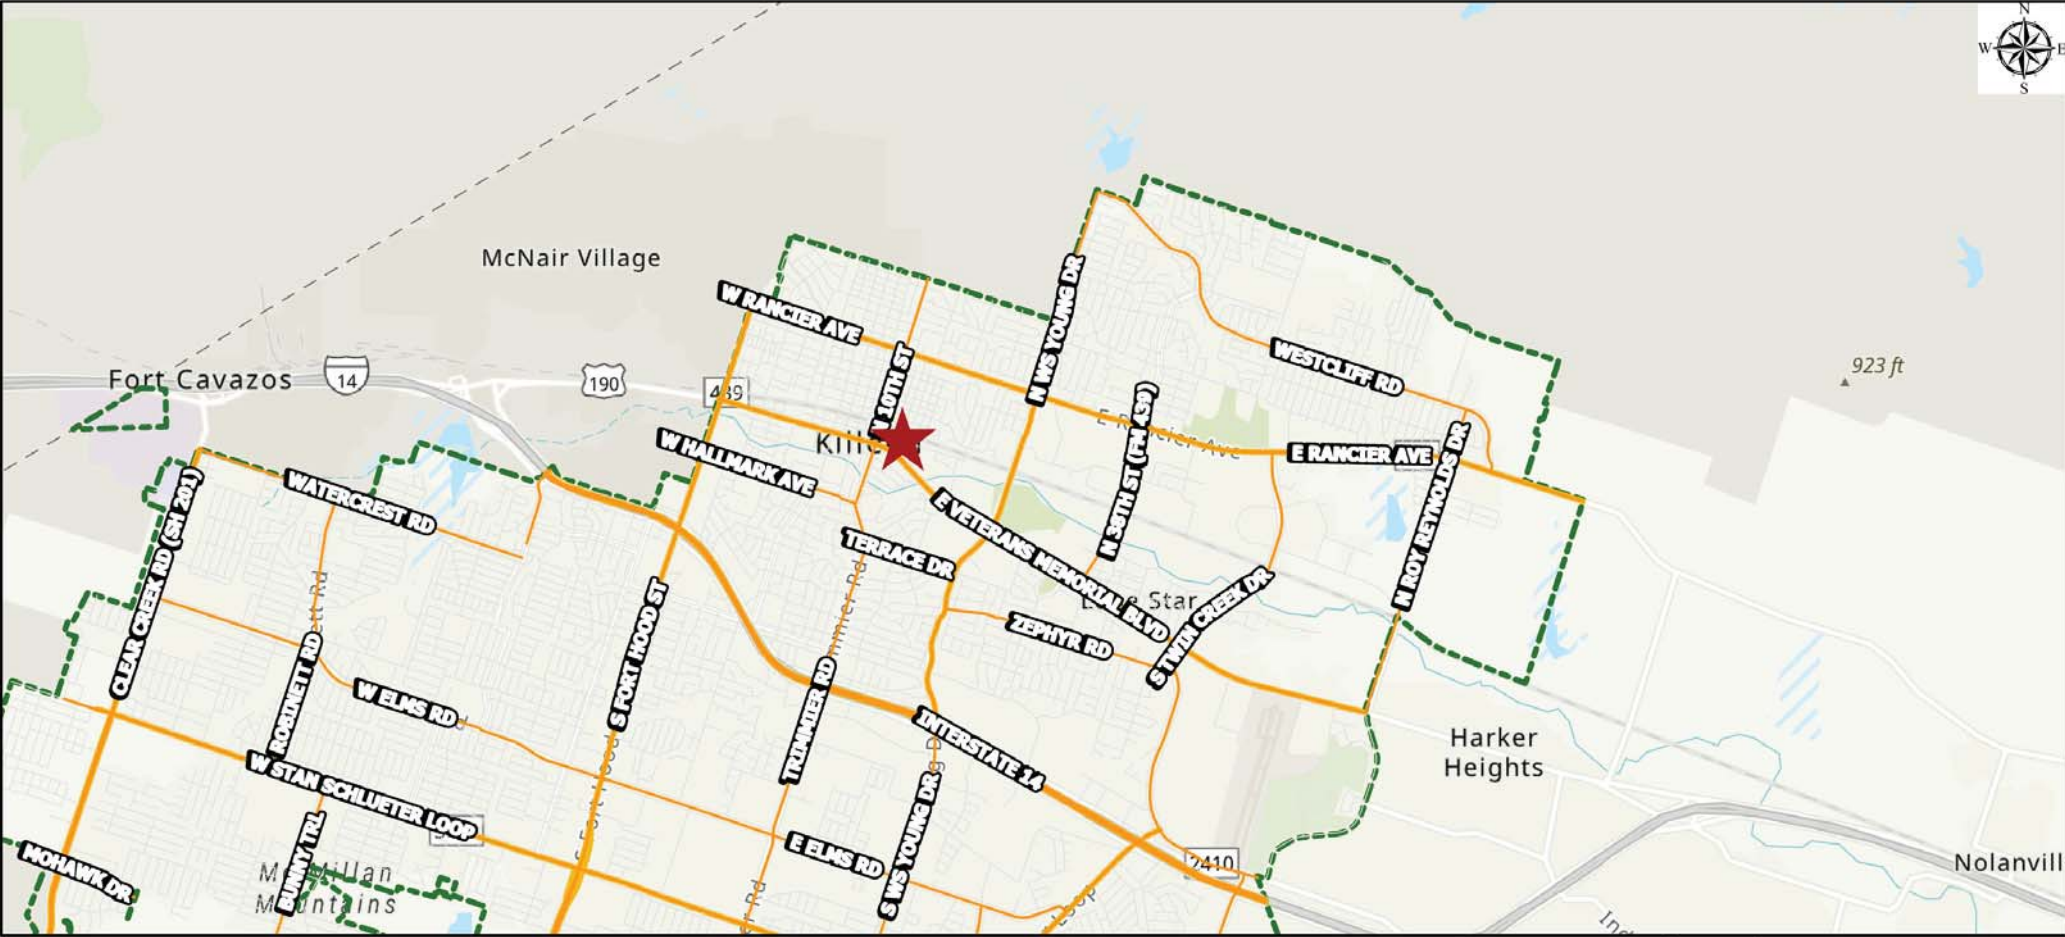 N
W E
S
McNair Village
W RANCIER AVE
N WS YOUNG DR
WESTCLIFF RD
923 ft
Fort Cavazos
14
190
439
N 10TH ST
N 38TH ST (FM 439)
E Rancier Ave
E RANCIER AVE
N ROY REYNOLDS DR
W HALLMARK AVE
WATERCREST RD
CLEAR CREEK RD (SH 201)
E VETERANS MEMORIAL BLVD
TERRACE DR
S TWIN CREEK DR
ZEPHYR RD
S FORT HOOD ST
W ELMS RD
TRIMMIER RD
INTERSTATE 14
Harker
Heights
W STAN SCHLUETER LOOP
S WS YOUNG DR
E ELMS RD
2410
Loop
BUNNY TRL
MOHAWK DR
Nolanvill